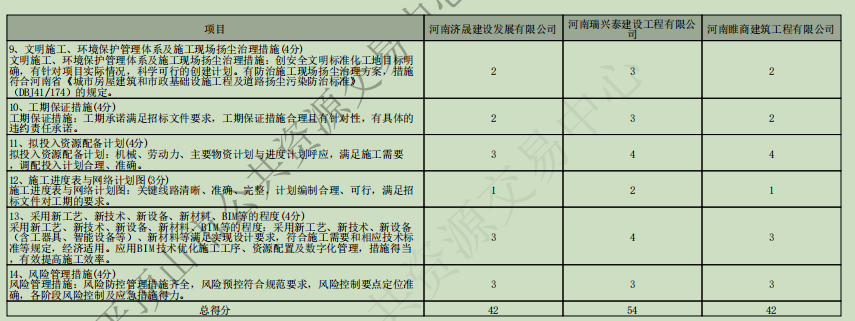 项目
河南济晟建设发展有限公司
河南瑞兴泰建设工程有限公
司
河南睢商建筑工程有限公司
9、文明施工、环境保护管理体系及施工现场扬尘治理措施(4分)
文明施工、环境保护管理体系及施工现场扬尘治理措施：创安全文明标准化工地目标明
确，有针对项目实际情况，科学可行的创建计划。有防治施工现场扬尘治理方案，措施
符合河南省《城市房屋建筑和市政基础设施工程及道路扬尘污染防治标准》
（DBJ41/174）的规定。
2
3
2
10、工期保证措施(4分)
工期保证措施：工期承诺满足招标文件要求，工期保证措施合理且有针对性，有具体的
违约责任承诺。
2
3
2
11、拟投入资源配备计划(4分)
拟投入资源配备计划：机械、劳动力、主要物资计划与进度计划呼应，满足施工需要
，调配投入计划合理、准确。
3
4
4
12、施工进度表与网络计划图(3分)
施工进度表与网络计划图：关键线路清晰、准确、完整，计划编制合理、可行，满足招
标文件对工期的要求。
1
2
1
13、采用新工艺、新技术、新设备、新材料、BIM等的程度(4分)
采用新工艺、新技术、新设备、新材料、BIM等的程度：采用新工艺、新技术、新设备
（含工器具、智能设备等）、新材料等满足实现设计要求，符合施工需要和相应技术标
准等规定，经济适用。应用BIM技术优化施工工序、资源配置及数字化管理，措施得当
，有效提高施工效率。
3
4
3
14、风险管理措施(4分)
风险管理措施：风险防控管理措施齐全，风险预控符合规范要求，风险控制要点定位准
确，各阶段风险控制及应急措施得力。
3
3
3
总得分
42
54
42
公共资源交易中心
共资源交易中心